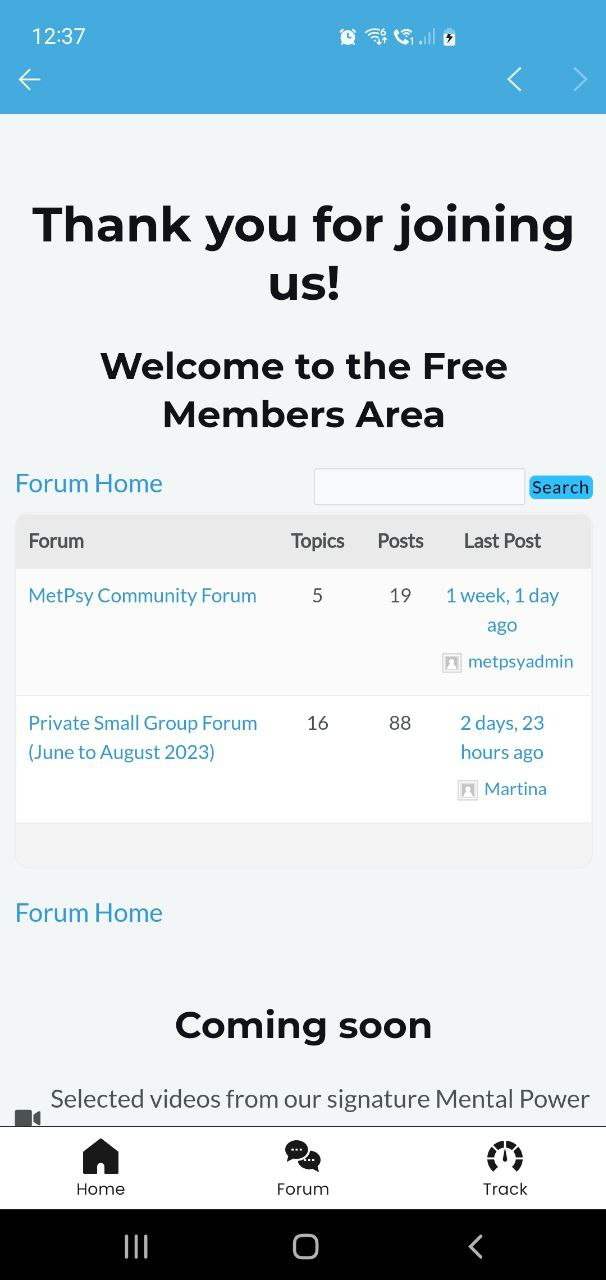 12:37
Thank you for joining
us!
Welcome to the Free
Members Area
Forum Home
Search
Forum Topics Posts Last Post
MetPsy Community Forum 5 19 1 week, 1 day
ago
metpsyadmin
Private Small Group Forum 16 88 2 days, 23
(June to August 2023) hours ago
Martina
Forum Home
Coming soon
Selected videos from our signature Mental Power
Home Forum Track